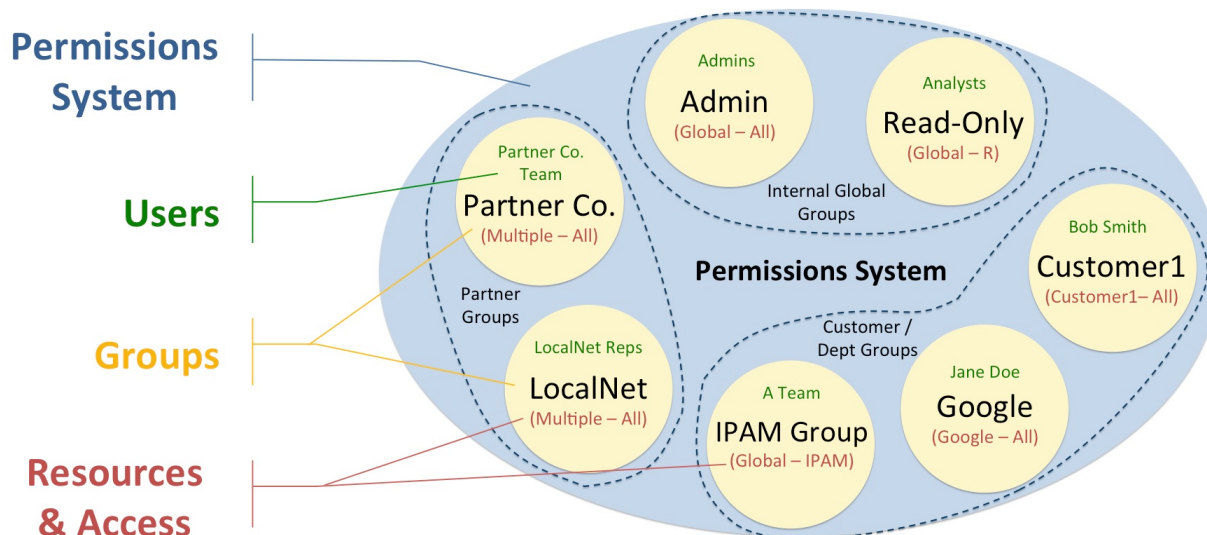 Permissions
System
Users
Groups
Resources
& Access
Admins
Admin
(Global – All)
Analysts
Read-Only
(Global – R)
Internal Global
Groups
Partner Co.
Team
Partner Co.
(Multiple – All)
Partner
Groups
LocalNet Reps
LocalNet
(Multiple – All)
Permissions System
Bob Smith
Customer1
(Customer1– All)
Customer /
Dept Groups
Jane Doe
Google
(Google – All)
A Team
IPAM Group
(Global – IPAM)